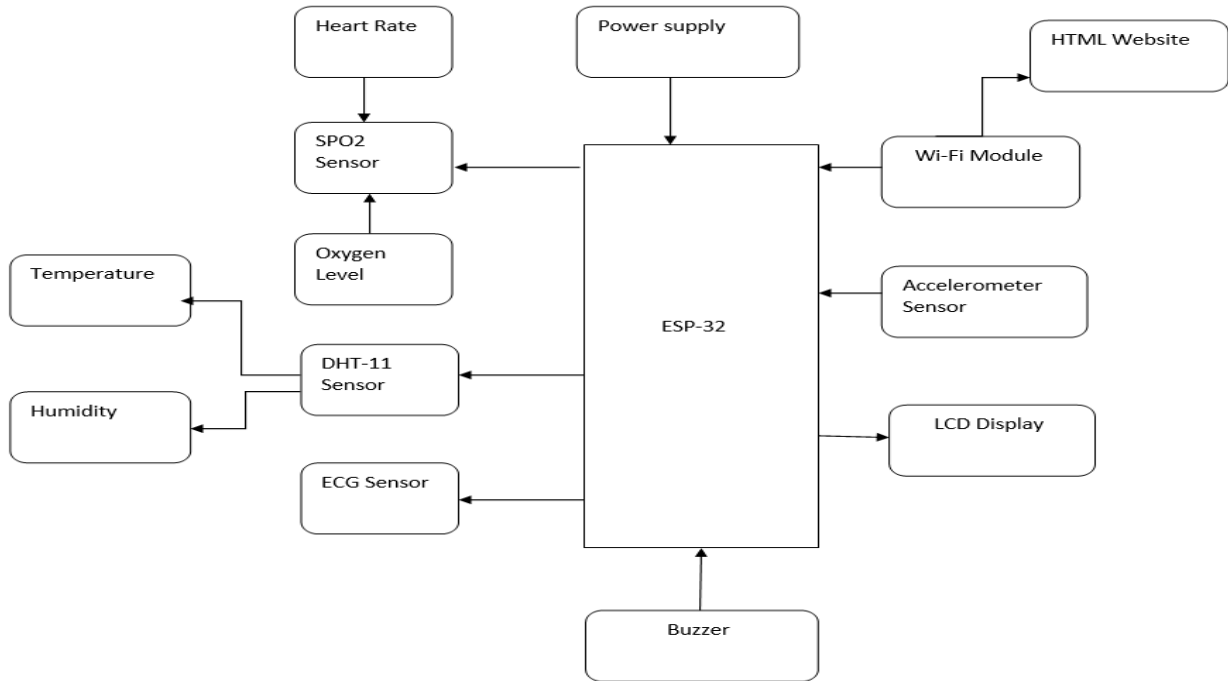 Heart Rate
Power supply
HTML Website
SPO2
Sensor
Wi-Fi Module
Oxygen
Level
Temperature
Accelerometer
Sensor
ESP-32
DHT-11
Sensor
Humidity
LCD Display
ECG Sensor
Buzzer